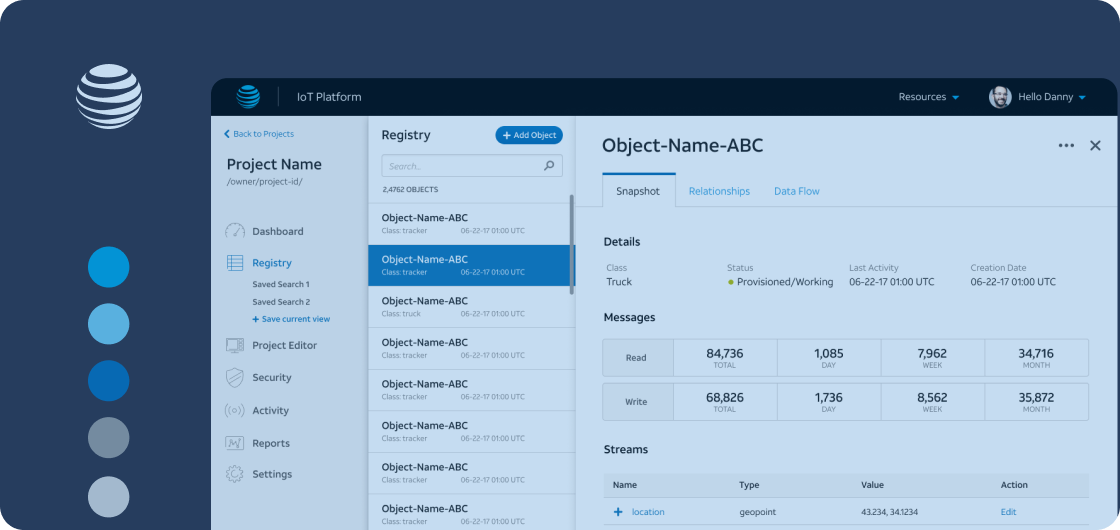 IoT Platform
Resources
Hello Danny
Back to Projects
Project Name
/owner/project-id/
Dashboard
Registry
Saved Search 1
Saved Search 2
+ Save current view
Project Editor
Security
Activity
Reports
Settings
Registry
+ Add Object
Search...
2,4762 OBJECTS
Object-Name-ABC
Class: tracker 06-22-17 01:00 UTC
Object-Name-ABC
Class: tracker 06-22-17 01:00 UTC
Object-Name-ABC
Class: truck 06-22-17 01:00 UTC
Object-Name-ABC
Class: tracker 06-22-17 01:00 UTC
Object-Name-ABC
Class: tracker 06-22-17 01:00 UTC
Object-Name-ABC
Class: tracker 06-22-17 01:00 UTC
Object-Name-ABC
Class: tracker 06-22-17 01:00 UTC
Object-Name-ABC
Class: tracker 06-22-17 01:00 UTC
Object-Name-ABC
Snapshot Relationships Data Flow
Details
Class Status Last Activity Creation Date
Truck Provisioned/Working 06-22-17 01:00 UTC 06-22-17 01:00 UTC
Messages
Read 84,736 1,085 7,962 34,716
TOTAL DAY WEEK MONTH
Write 68,826 1,736 8,562 35,872
TOTAL DAY WEEK MONTH
Streams
Name Type Value Action
+ location geopoint 43.234, 34.1234 Edit